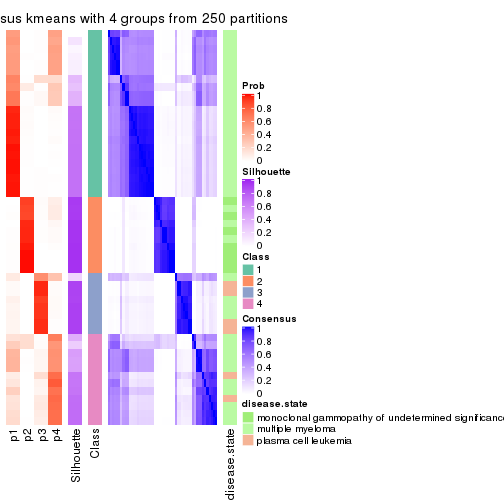 sus kmeans with 4 groups from 250 partitions
Prob
1
0.8
0.6
0.4
0.2
0
Silhouette
1
0.8
0.6
0.4
0.2
0
Class
1
2
3
4
Consensus
1
0.8
0.6
0.4
0.2
0
disease.state
monoclonal gammopathy of undetermined significance
multiple myeloma
plasma cell leukemia
p1
p2
p3
p4
Silhouette
Class
disease.state